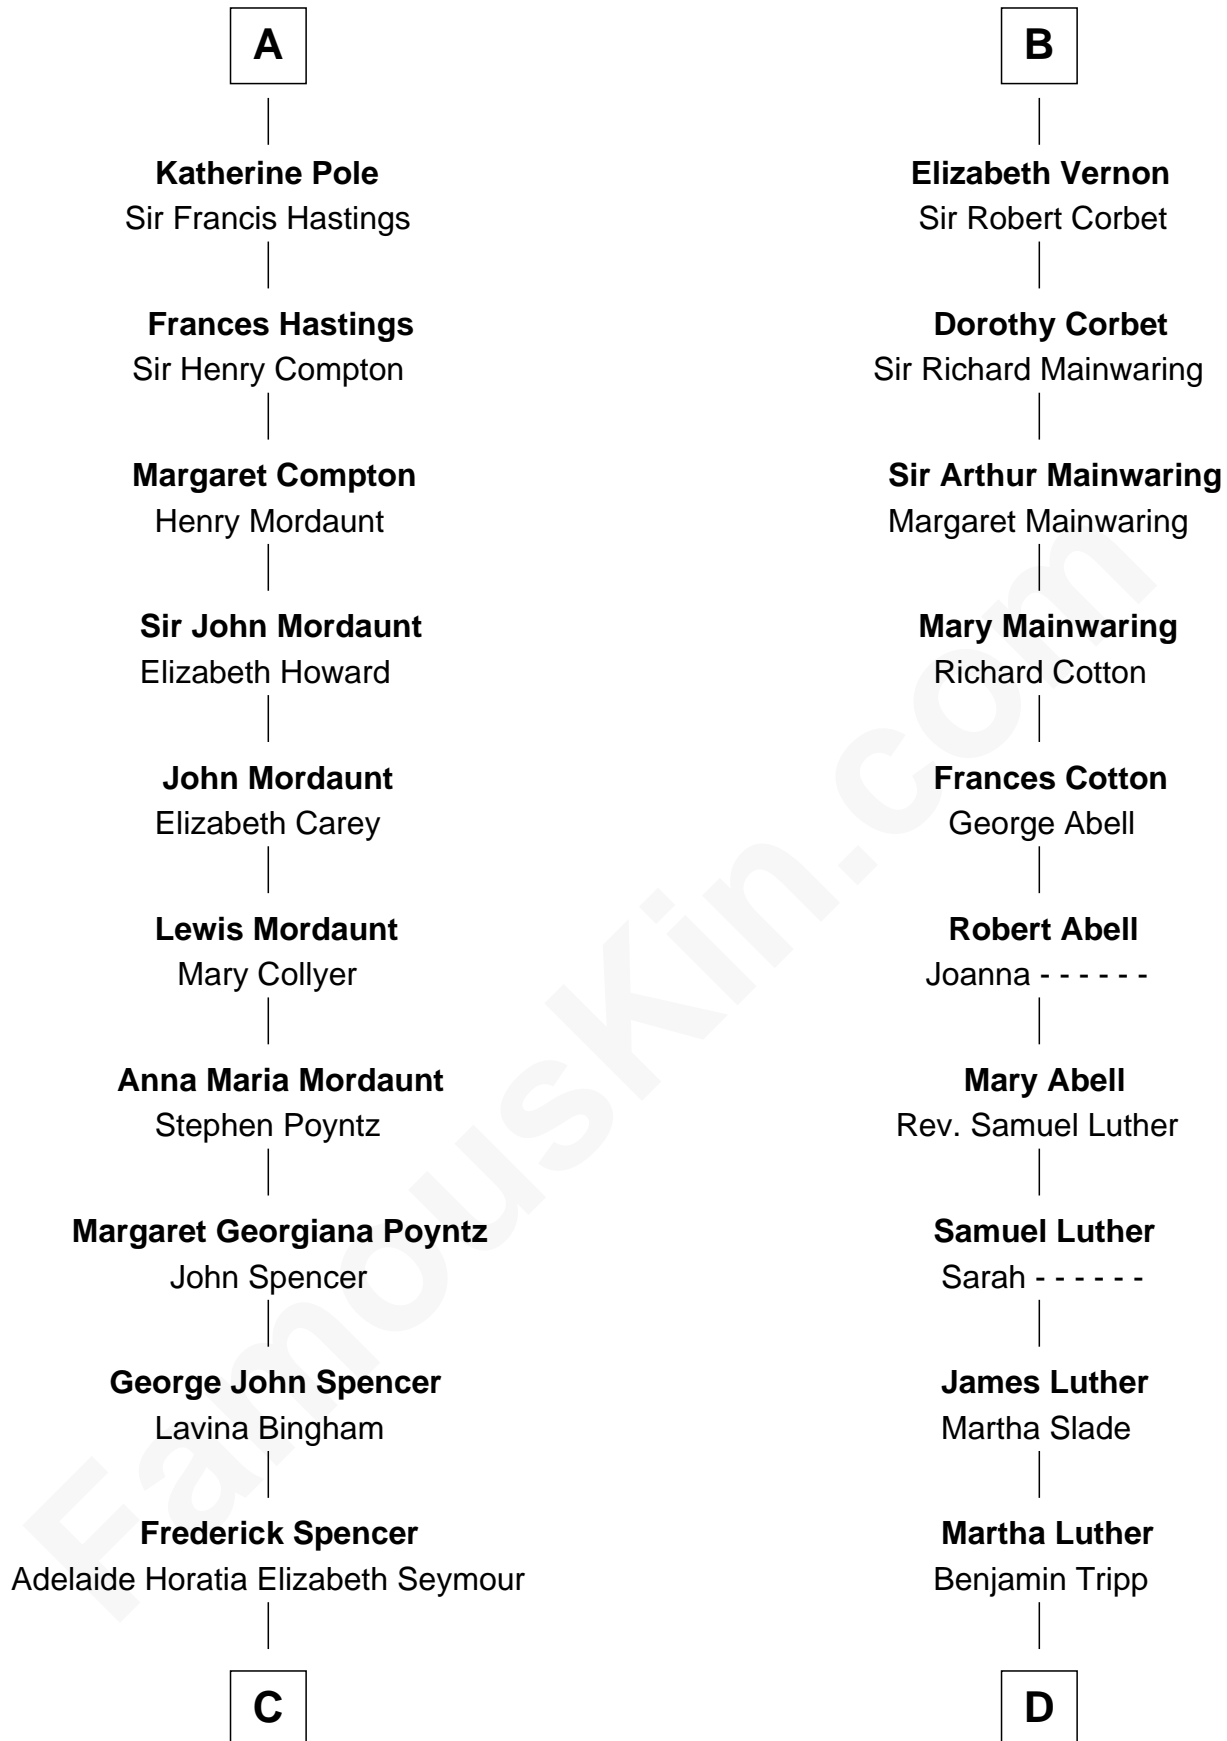 A
Katherine Pole
Sir Francis Hastings
Frances Hastings
Sir Henry Compton
Margaret Compton
Henry Mordaunt
Sir John Mordaunt
Elizabeth Howard
John Mordaunt
Elizabeth Carey
Lewis Mordaunt
Mary Collyer
Anna Maria Mordaunt
Stephen Poyntz
Margaret Georgiana Poyntz
John Spencer
George John Spencer
Lavina Bingham
Frederick Spencer
Adelaide Horatia Elizabeth Seymour
C
B
Elizabeth Vernon
Sir Robert Corbet
Dorothy Corbet
Sir Richard Mainwaring
Sir Arthur Mainwaring
Margaret Mainwaring
Mary Mainwaring
Richard Cotton
Frances Cotton
George Abell
Robert Abell
Joanna - - - - - -
Mary Abell
Rev. Samuel Luther
Samuel Luther
Sarah - - - - - -
James Luther
Martha Slade
Martha Luther
Benjamin Tripp
D
FamousKin.com